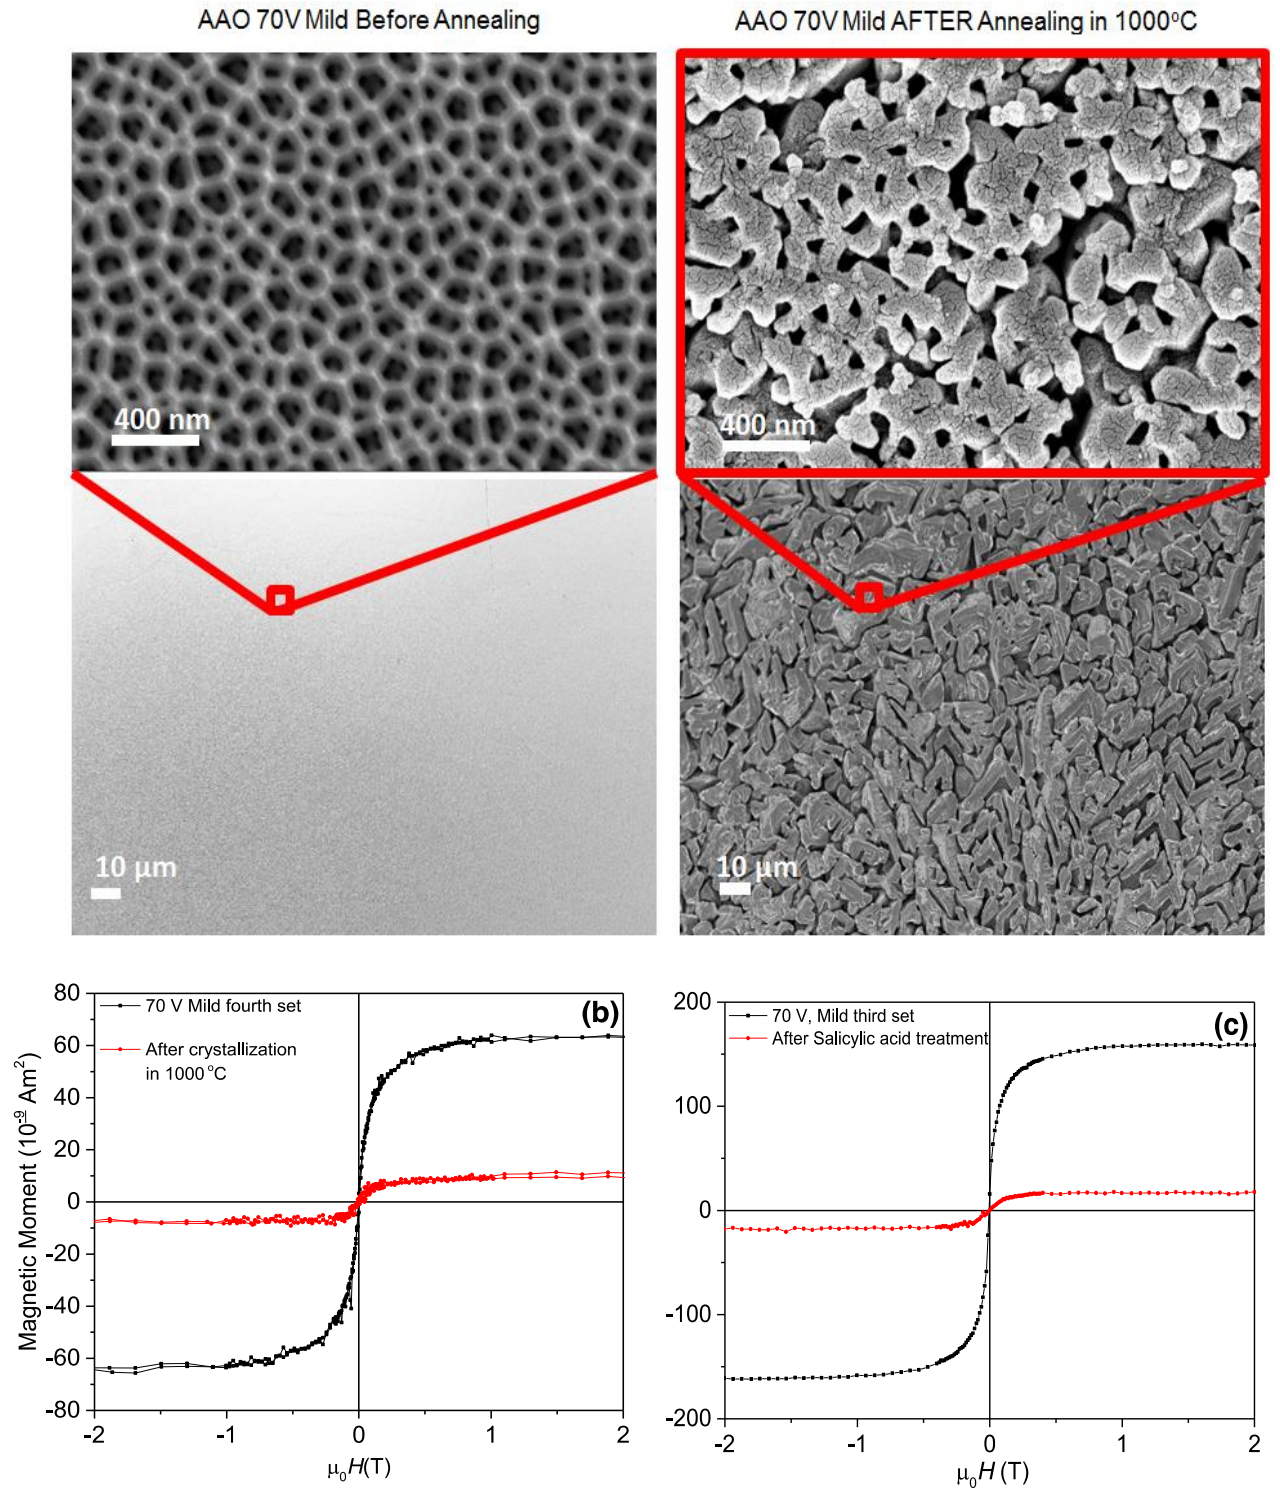 AAO 70V Mild Before Annealing
AAO 70V Mild AFTER Annealing in 1000°C
400 nm
400 nm
10 µm
10 µm
(b)
70 V Mild fourth set
After crystallization
in 1000 °C
Magnetic Moment (10⁻⁹ Am²)
80
60
40
20
0
-20
-40
-60
-80
-2
-1
0
1
2
µ₀H(T)
(c)
70 V, Mild third set
After Salicylic acid treatment
200
100
0
-100
-200
-2
-1
0
1
2
µ₀H (T)